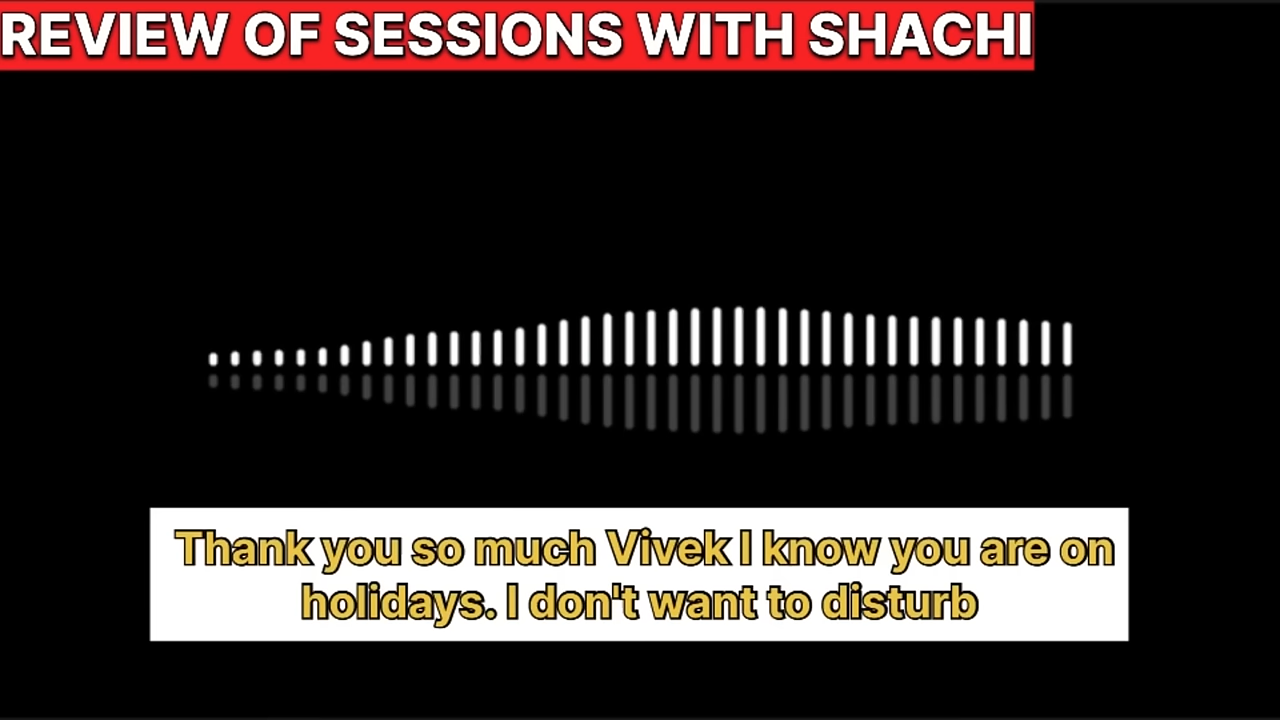 REVIEW OF SESSIONS WITH SHACHI
Thank you so much Vivek I know you are on
holidays. I don't want to disturb